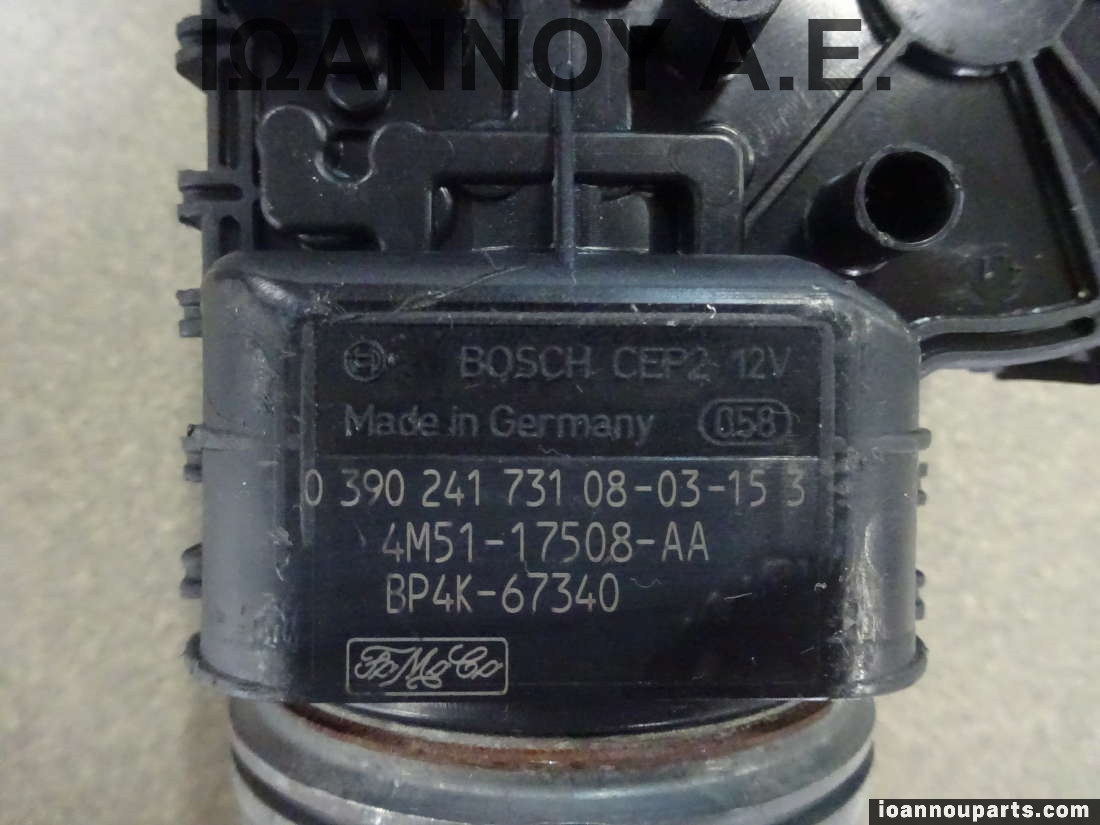 ΙΩΑΝΝΟΥ Α.Ε.
BOSCH CEP2 12V
Made in Germany 058
0 390 241 731 08-03-15 3
4M51-17508-AA
BP4K-67340
FoMoCo
ioannouparts.com